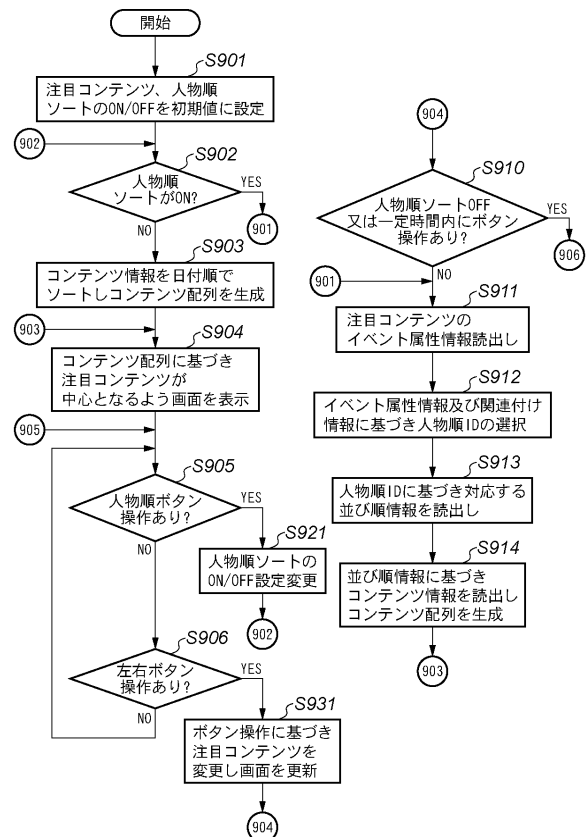 開始
S901
注目コンテンツ、人物順
ソートのON/OFFを初期値に設定
902
S902
人物順
ソートがON?
YES
NO
901
S903
コンテンツ情報を日付順で
ソートしコンテンツ配列を生成
903
S904
コンテンツ配列に基づき
注目コンテンツが
中心となるよう画面を表示
905
S905
人物順ボタン
操作あり?
YES
NO
S921
人物順ソートの
ON/OFF設定変更
902
S906
左右ボタン
操作あり?
YES
NO
S931
ボタン操作に基づき
注目コンテンツを
変更し画面を更新
904
904
S910
人物順ソートOFF
又は一定時間内にボタン
操作あり?
YES
906
NO
901
S911
注目コンテンツの
イベント属性情報読出し
S912
イベント属性情報及び関連付け
情報に基づき人物順IDの選択
S913
人物順IDに基づき対応する
並び順情報を読出し
S914
並び順情報に基づき
コンテンツ情報を読出し
コンテンツ配列を生成
903